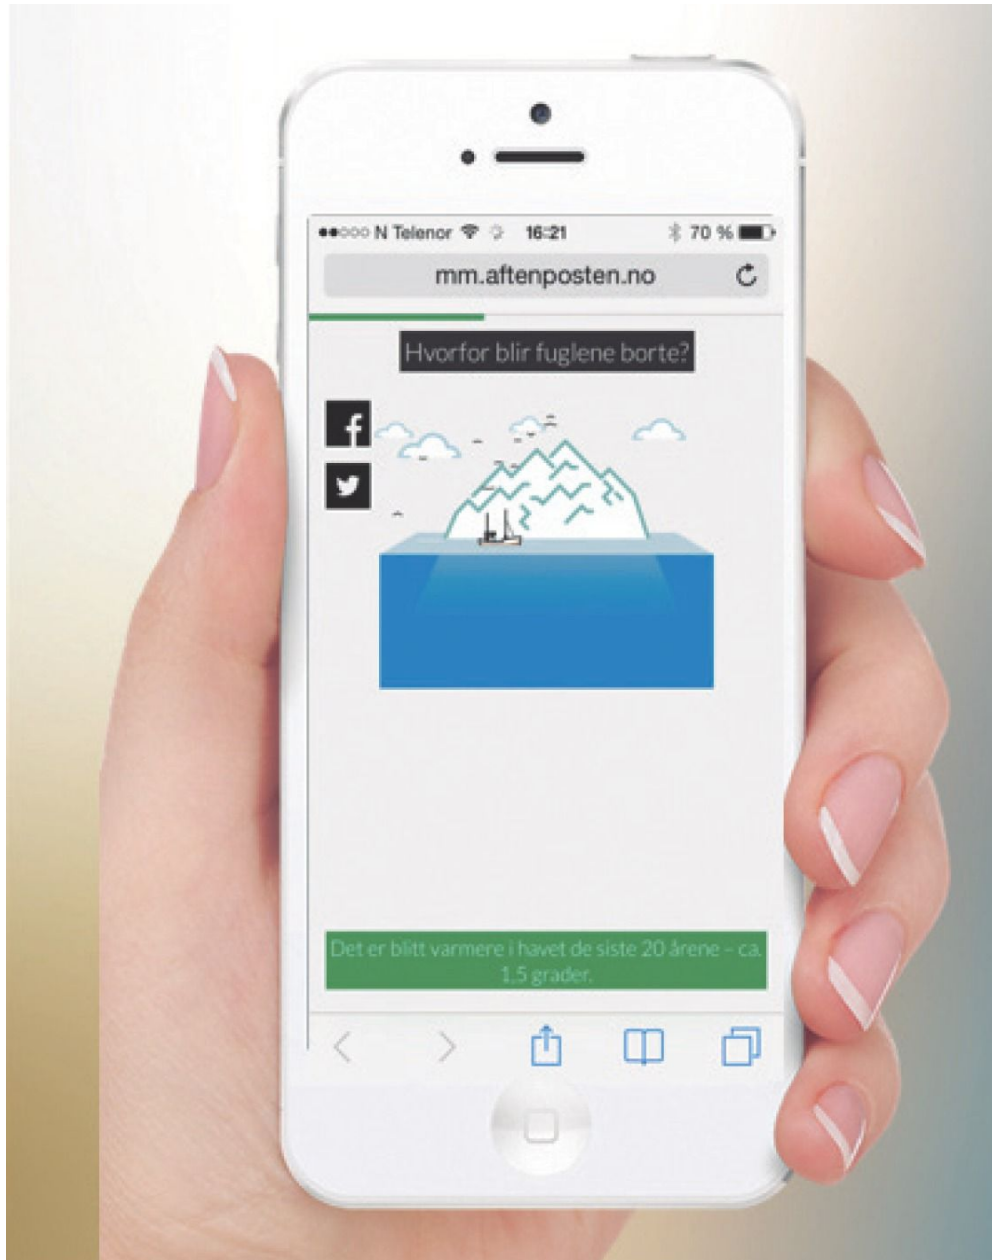 N Telenor 16:21 70 %
mm.aftenposten.no
Hvorfor blir fuglene borte?
Det er blitt varmere i havet de siste 20 årene – ca.
1,5 grader.